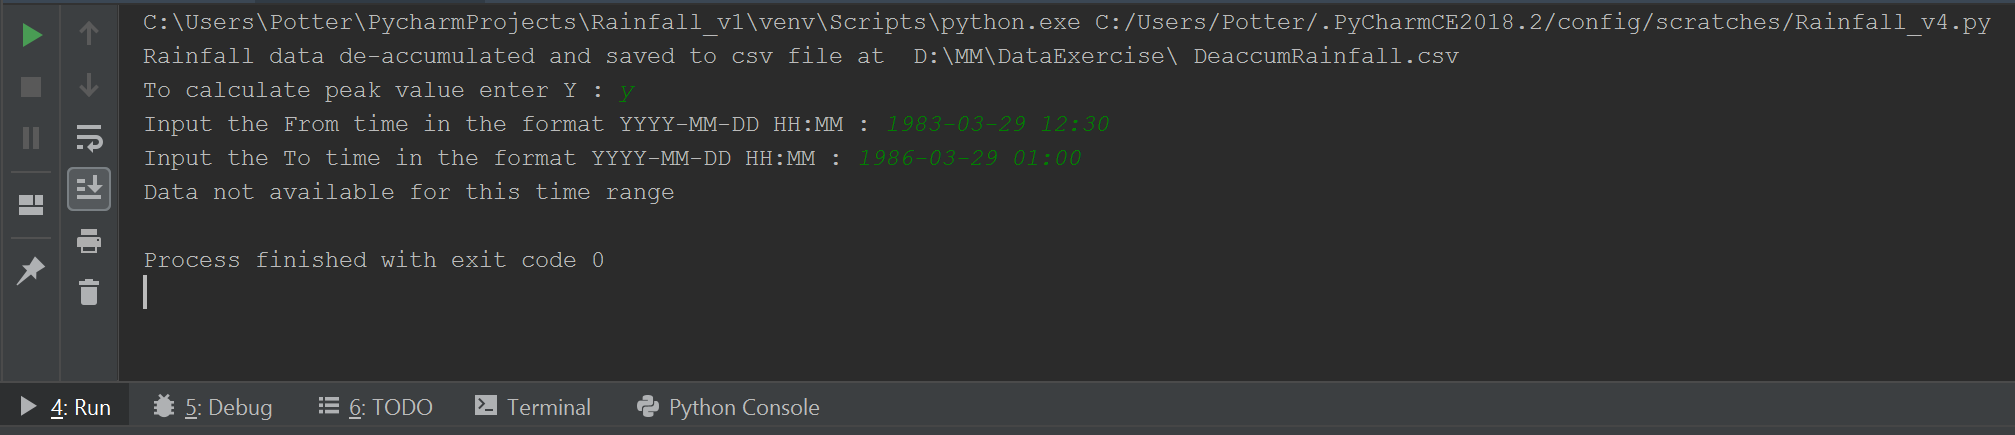 C:\Users\Potter\PycharmProjects\Rainfall_v1\venv\Scripts\python.exe C:/Users/Potter/.PyCharmCE2018.2/config/scratches/Rainfall_v4.py
Rainfall data de-accumulated and saved to csv file at  D:\MM\DataExercise\ DeaccumRainfall.csv
To calculate peak value enter Y : y
Input the From time in the format YYYY-MM-DD HH:MM : 1983-03-29 12:30
Input the To time in the format YYYY-MM-DD HH:MM : 1986-03-29 01:00
Data not available for this time range
Process finished with exit code 0
4: Run 5: Debug 6: TODO Terminal Python Console